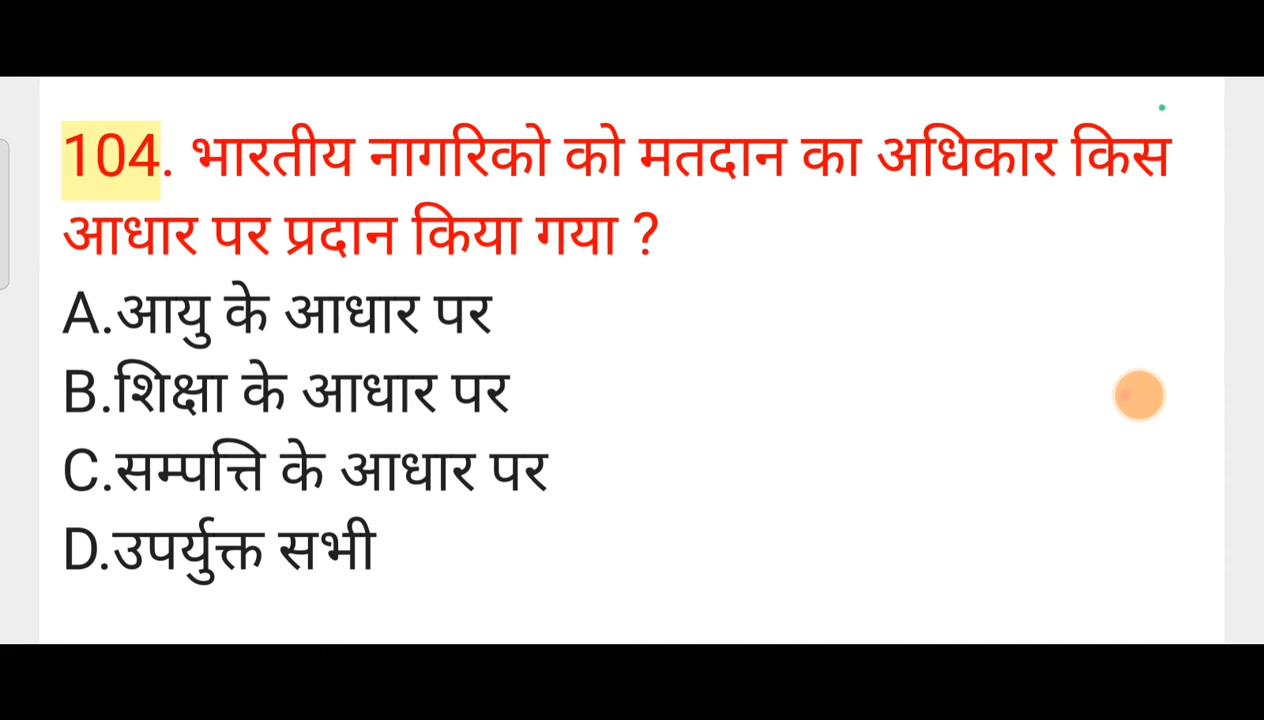 104. भारतीय नागरिको को मतदान का अधिकार किस
आधार पर प्रदान किया गया ?
A.आयु के आधार पर
B.शिक्षा के आधार पर
C.सम्पत्ति के आधार पर
D.उपर्युक्त सभी